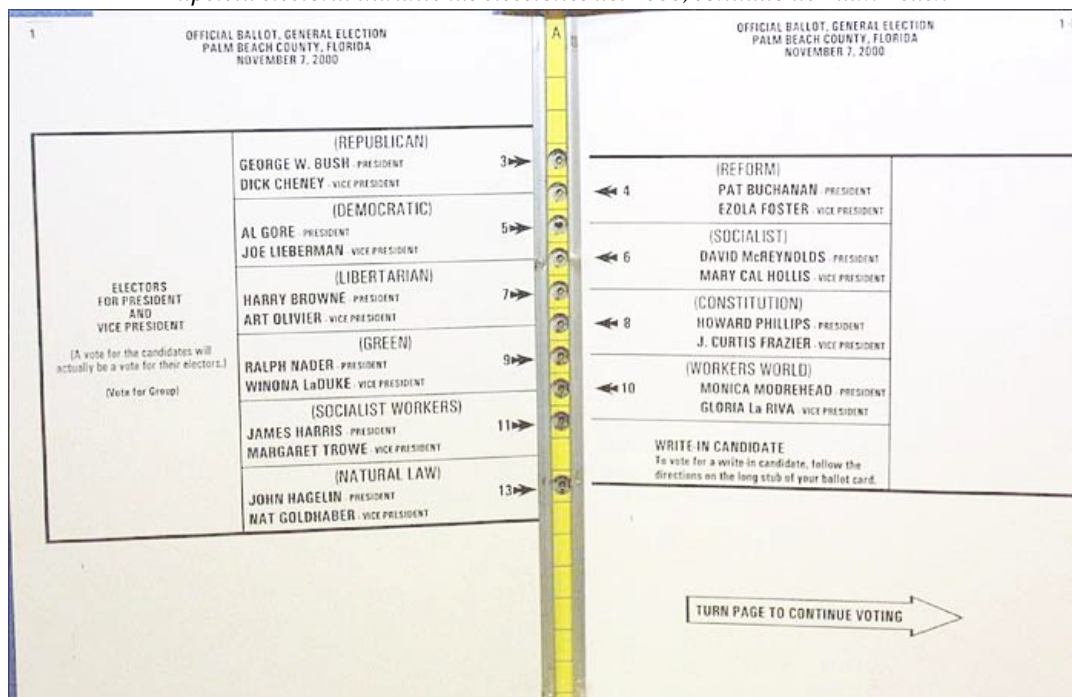 1
OFFICIAL BALLOT, GENERAL ELECTION
PALM BEACH COUNTY, FLORIDA
NOVEMBER 7, 2000
ELECTORS
FOR PRESIDENT
AND
VICE PRESIDENT
(A vote for the candidates will
actually be a vote for their electors.)
(Vote for Group)
(REPUBLICAN)
GEORGE W. BUSH - PRESIDENT
DICK CHENEY - VICE PRESIDENT
3
(DEMOCRATIC)
AL GORE - PRESIDENT
JOE LIEBERMAN - VICE PRESIDENT
5
(LIBERTARIAN)
HARRY BROWNE - PRESIDENT
ART OLIVIER - VICE PRESIDENT
7
(GREEN)
RALPH NADER - PRESIDENT
WINONA LaDUKE - VICE PRESIDENT
9
(SOCIALIST WORKERS)
JAMES HARRIS - PRESIDENT
MARGARET TROWE - VICE PRESIDENT
11
(NATURAL LAW)
JOHN HAGELIN - PRESIDENT
NAT GOLDHABER - VICE PRESIDENT
13
A
OFFICIAL BALLOT, GENERAL ELECTION
PALM BEACH COUNTY, FLORIDA
NOVEMBER 7, 2000
(REFORM)
4 PAT BUCHANAN - PRESIDENT
EZOLA FOSTER - VICE PRESIDENT
(SOCIALIST)
6 DAVID McREYNOLDS - PRESIDENT
MARY CAL HOLLIS - VICE PRESIDENT
(CONSTITUTION)
8 HOWARD PHILLIPS - PRESIDENT
J. CURTIS FRAZIER - VICE PRESIDENT
(WORKERS WORLD)
10 MONICA MOOREHEAD - PRESIDENT
GLORIA La RIVA - VICE PRESIDENT
WRITE-IN CANDIDATE
To vote for a write-in candidate, follow the
directions on the long stub of your ballot card.
TURN PAGE TO CONTINUE VOTING